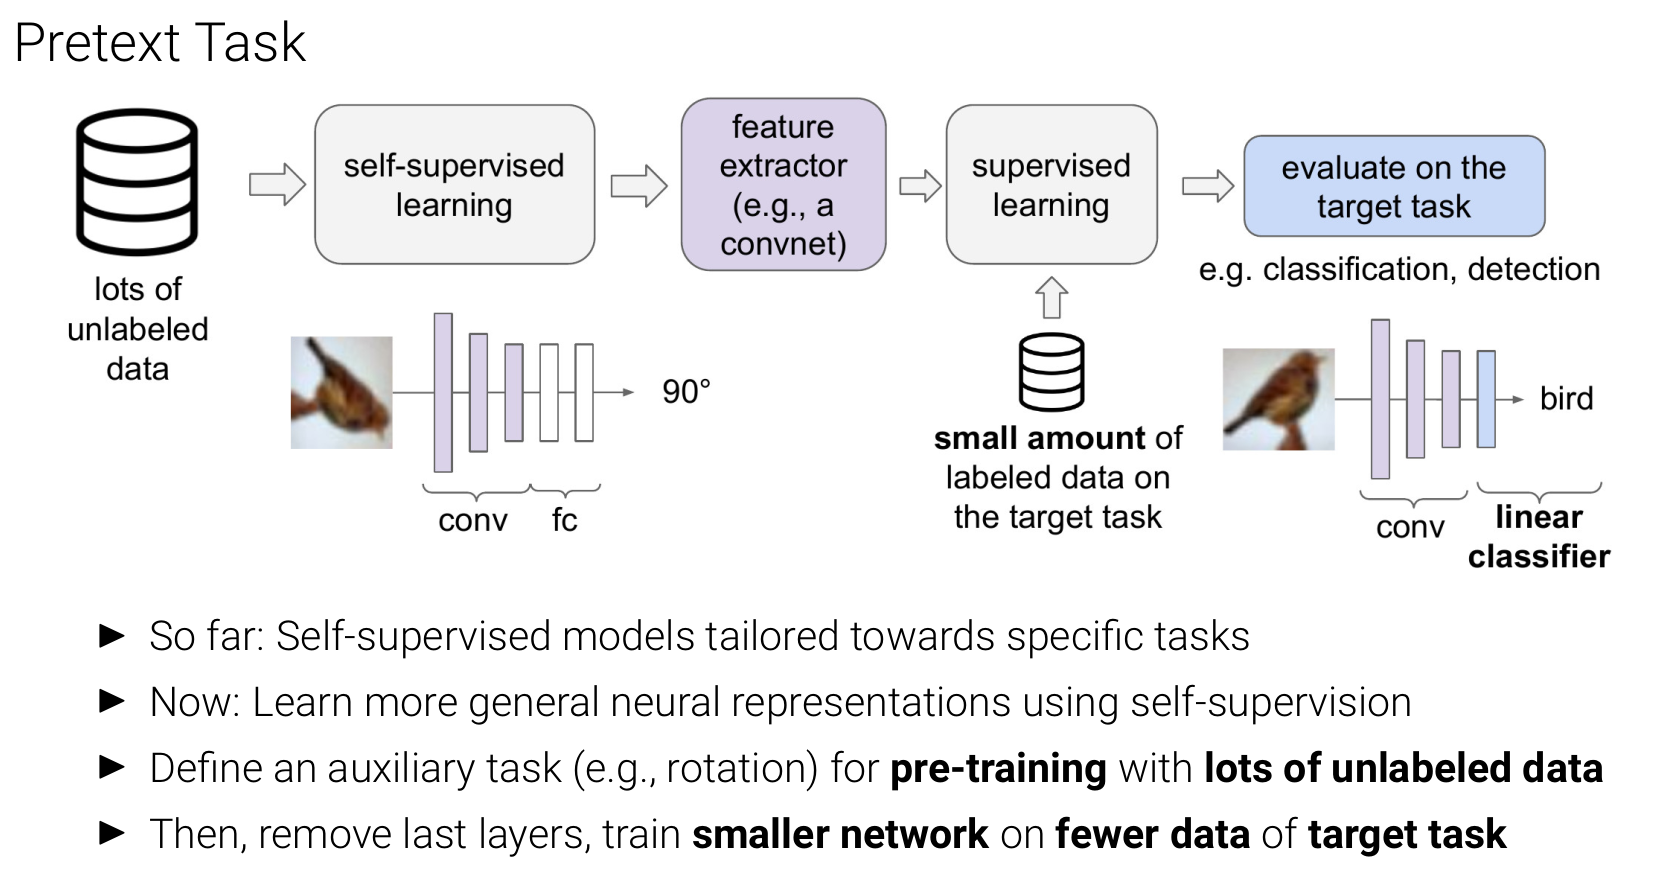 Pretext Task
lots of
unlabeled
data
self-supervised
learning
feature
extractor
(e.g., a
convnet)
supervised
learning
evaluate on the
target task
e.g. classification, detection
90°
conv
fc
small amount of
labeled data on
the target task
bird
conv
linear
classifier
► So far: Self-supervised models tailored towards specific tasks
► Now: Learn more general neural representations using self-supervision
► Define an auxiliary task (e.g., rotation) for pre-training with lots of unlabeled data
► Then, remove last layers, train smaller network on fewer data of target task